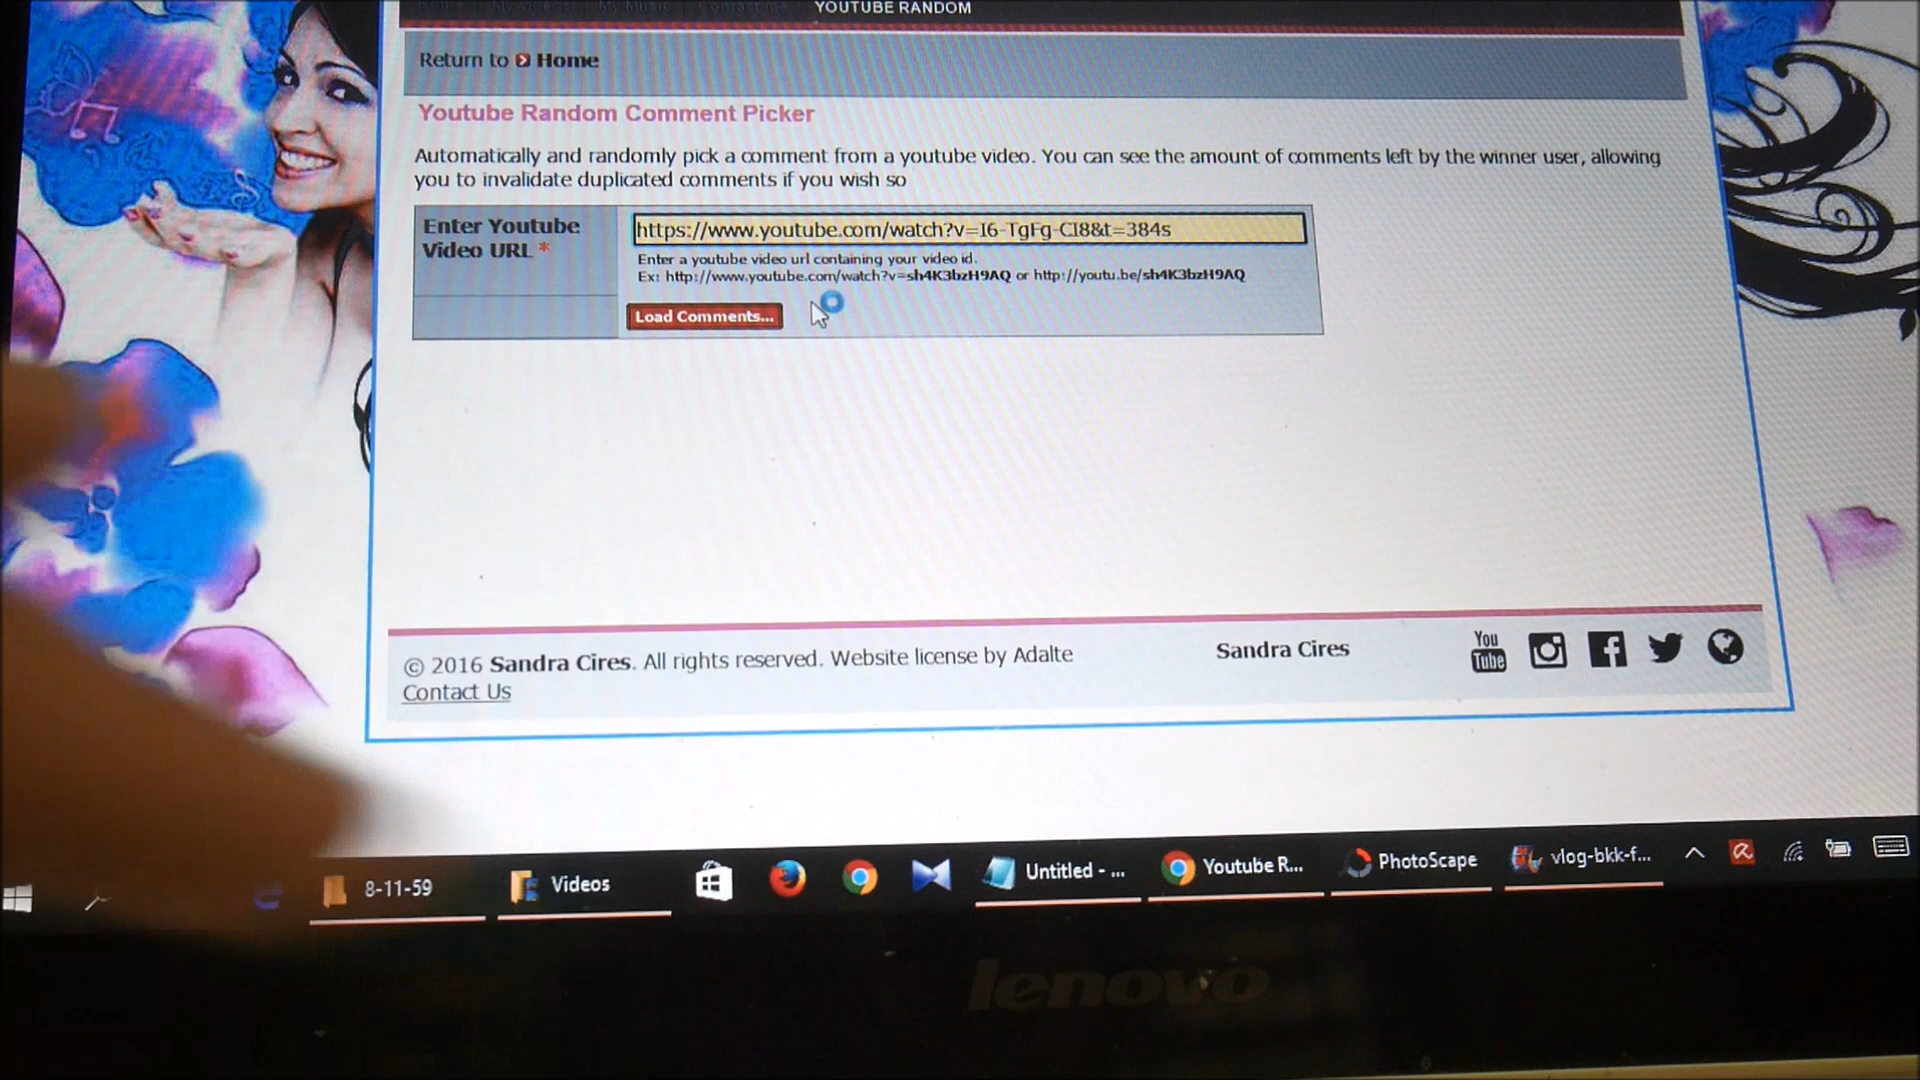 YOUTUBE RANDOM
Return to Home
Youtube Random Comment Picker
Automatically and randomly pick a comment from a youtube video. You can see the amount of comments left by the winner user, allowing
you to invalidate duplicated comments if you wish so
Enter Youtube
Video URL *
https://www.youtube.com/watch?v=I6-TgFg-CI8&t=384s
Enter a youtube video url containing your video id.
Ex: http://www.youtube.com/watch?v=sh4K3bzH9AQ or http://youtu.be/sh4K3bzH9AQ
Load Comments...
© 2016 Sandra Cires. All rights reserved. Website license by Adalte
Contact Us
Sandra Cires
You
Tube
8-11-59
Videos
Untitled - ...
Youtube R...
PhotoScape
vlog-bkk-f...
lenovo